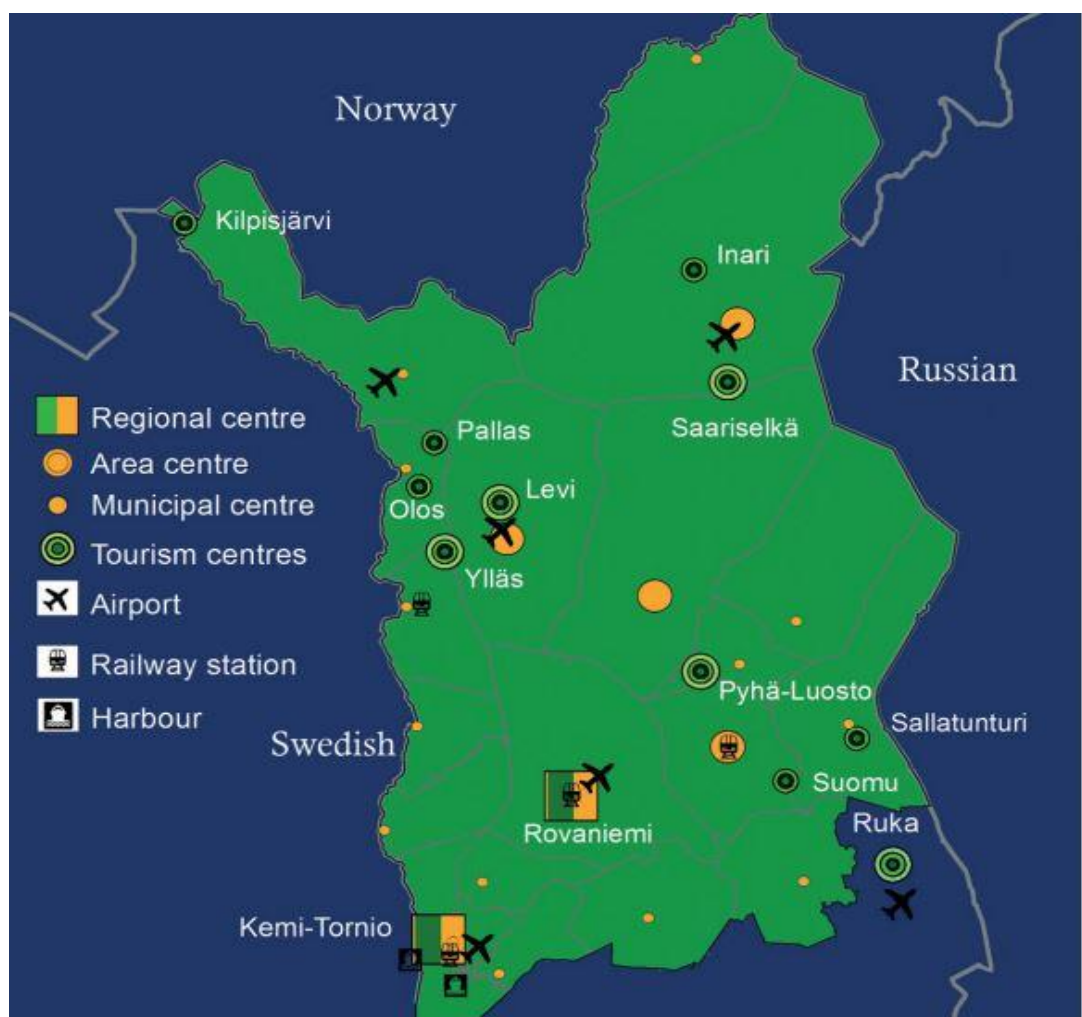 Norway
Kilpisjärvi
Inari
Russian
Saariselkä
Pallas
Levi
Olos
Ylläs
Regional centre
Area centre
Municipal centre
Tourism centres
Airport
Railway station
Harbour
Pyhä-Luosto
Sallatunturi
Swedish
Suomu
Ruka
Rovaniemi
Kemi-Tornio